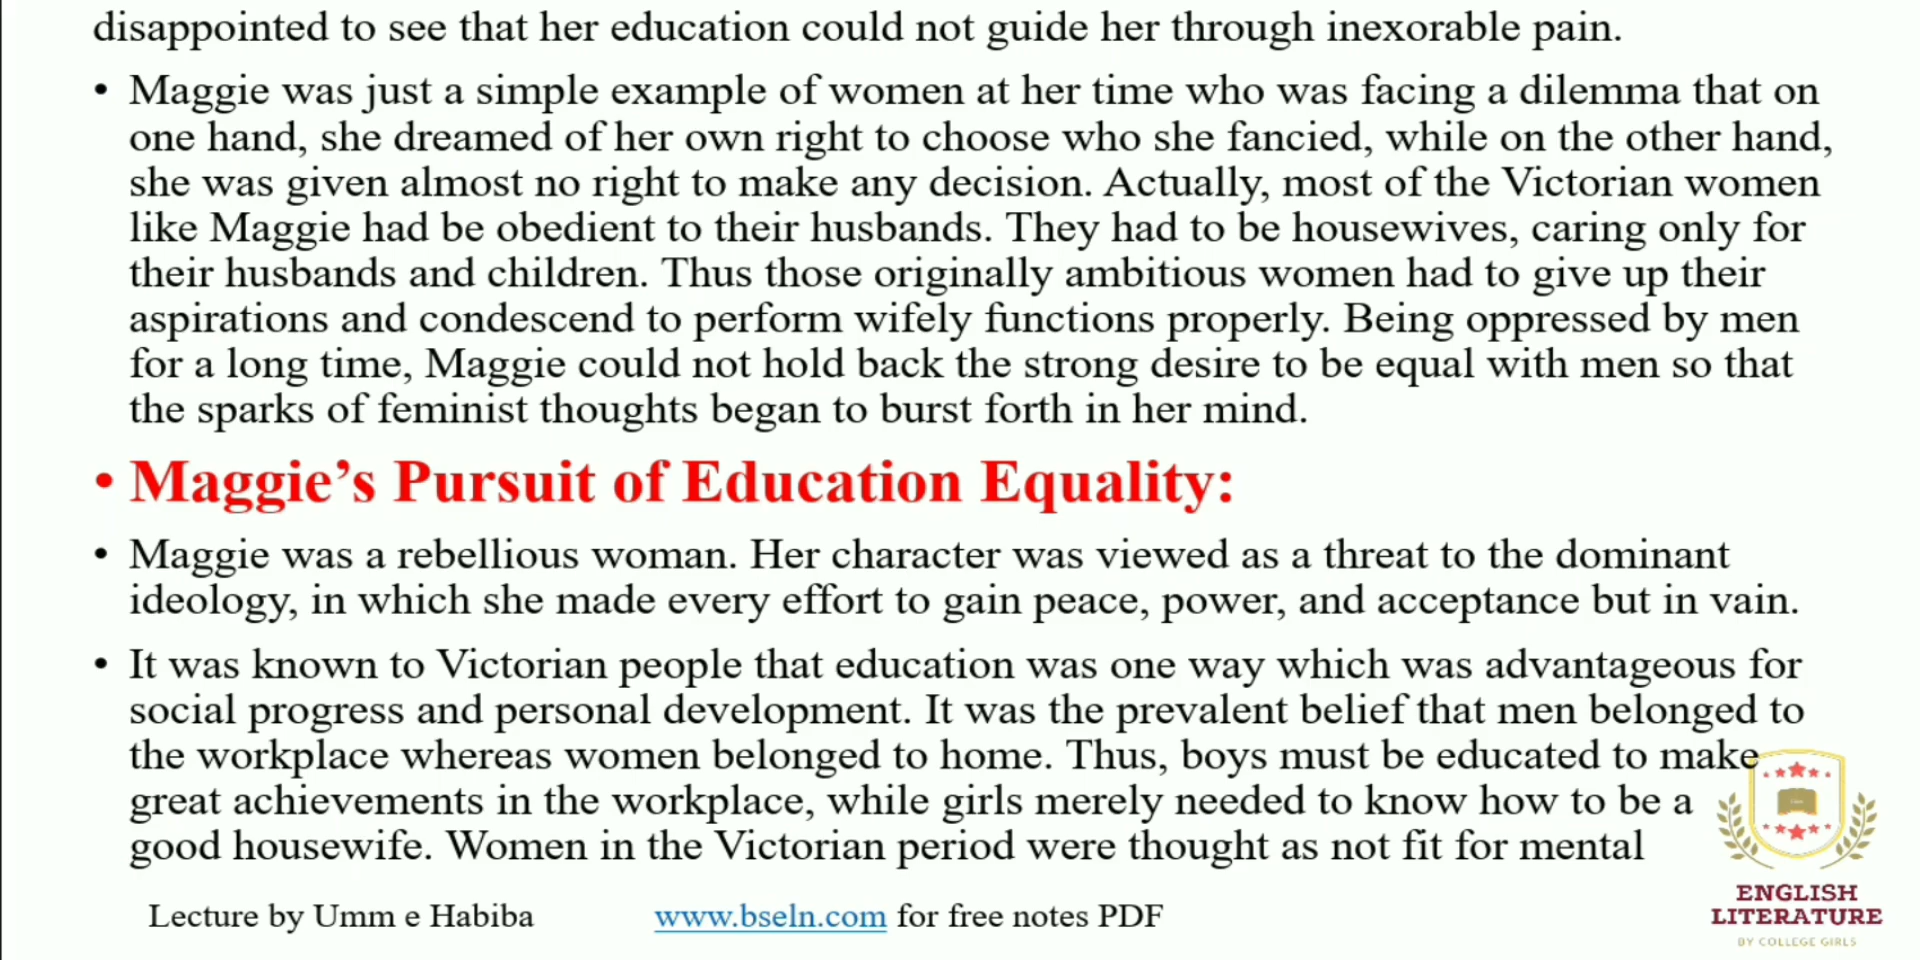 disappointed to see that her education could not guide her through inexorable pain.
• Maggie was just a simple example of women at her time who was facing a dilemma that on
one hand, she dreamed of her own right to choose who she fancied, while on the other hand,
she was given almost no right to make any decision. Actually, most of the Victorian women
like Maggie had be obedient to their husbands. They had to be housewives, caring only for
their husbands and children. Thus those originally ambitious women had to give up their
aspirations and condescend to perform wifely functions properly. Being oppressed by men
for a long time, Maggie could not hold back the strong desire to be equal with men so that
the sparks of feminist thoughts began to burst forth in her mind.
• Maggie’s Pursuit of Education Equality:
• Maggie was a rebellious woman. Her character was viewed as a threat to the dominant
ideology, in which she made every effort to gain peace, power, and acceptance but in vain.
• It was known to Victorian people that education was one way which was advantageous for
social progress and personal development. It was the prevalent belief that men belonged to
the workplace whereas women belonged to home. Thus, boys must be educated to make
great achievements in the workplace, while girls merely needed to know how to be a
good housewife. Women in the Victorian period were thought as not fit for mental
Lecture by Umm e Habiba www.bseln.com for free notes PDF
ENGLISH
LITERATURE
BY COLLEGE GIRLS